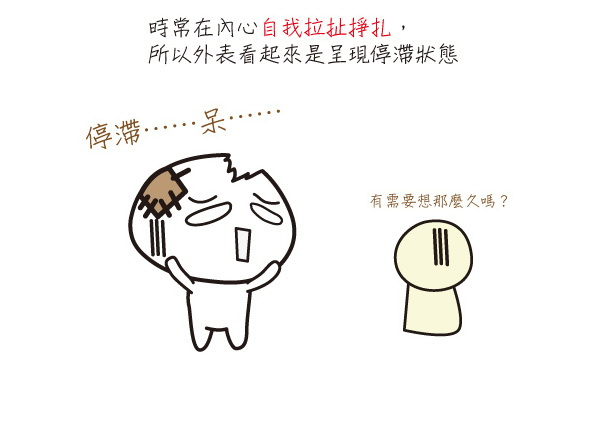 時常在內心自我拉扯掙扎，
所以外表看起來是呈現停滯狀態
停滯……呆……
有需要想那麼久嗎？